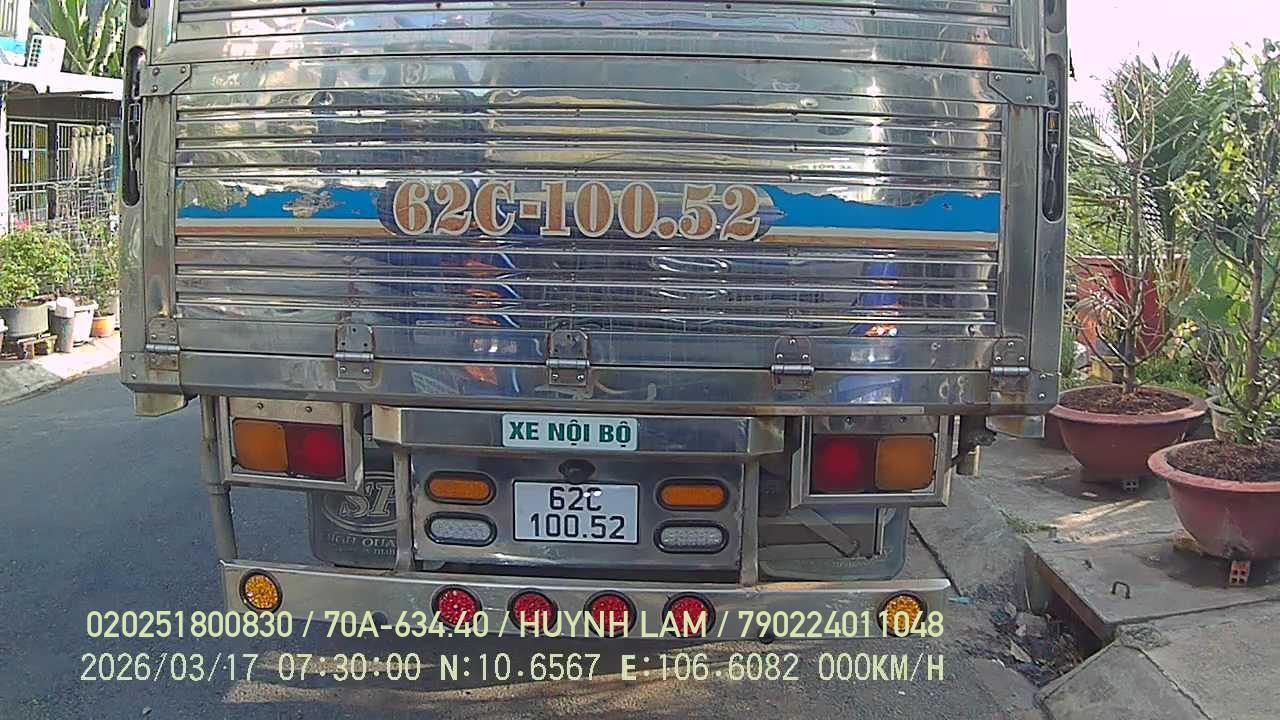 62C-100.52
XE NỘI BỘ
62C
100.52
020251800830 / 70A-634.40 / HUYNH LAM / 790224011048
2026/03/17 07:30:00 N:10.6567 E:106.6082 000KM/H